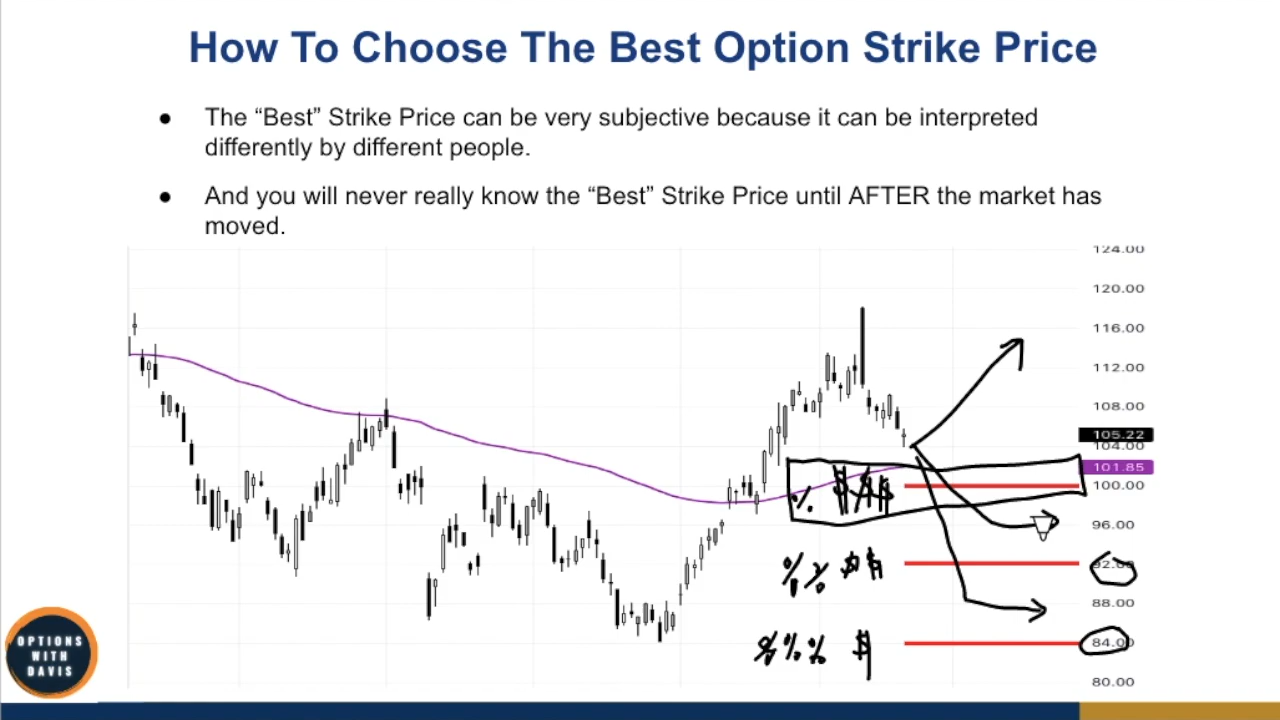 How To Choose The Best Option Strike Price
● The “Best” Strike Price can be very subjective because it can be interpreted
differently by different people.
● And you will never really know the “Best” Strike Price until AFTER the market has
moved.
124.00
120.00
116.00
112.00
108.00
105.22
104.00
101.85
100.00
% $$$
96.00
%% $$
92.00
88.00
%%% $
84.00
80.00
OPTIONS
WITH
DAVIS